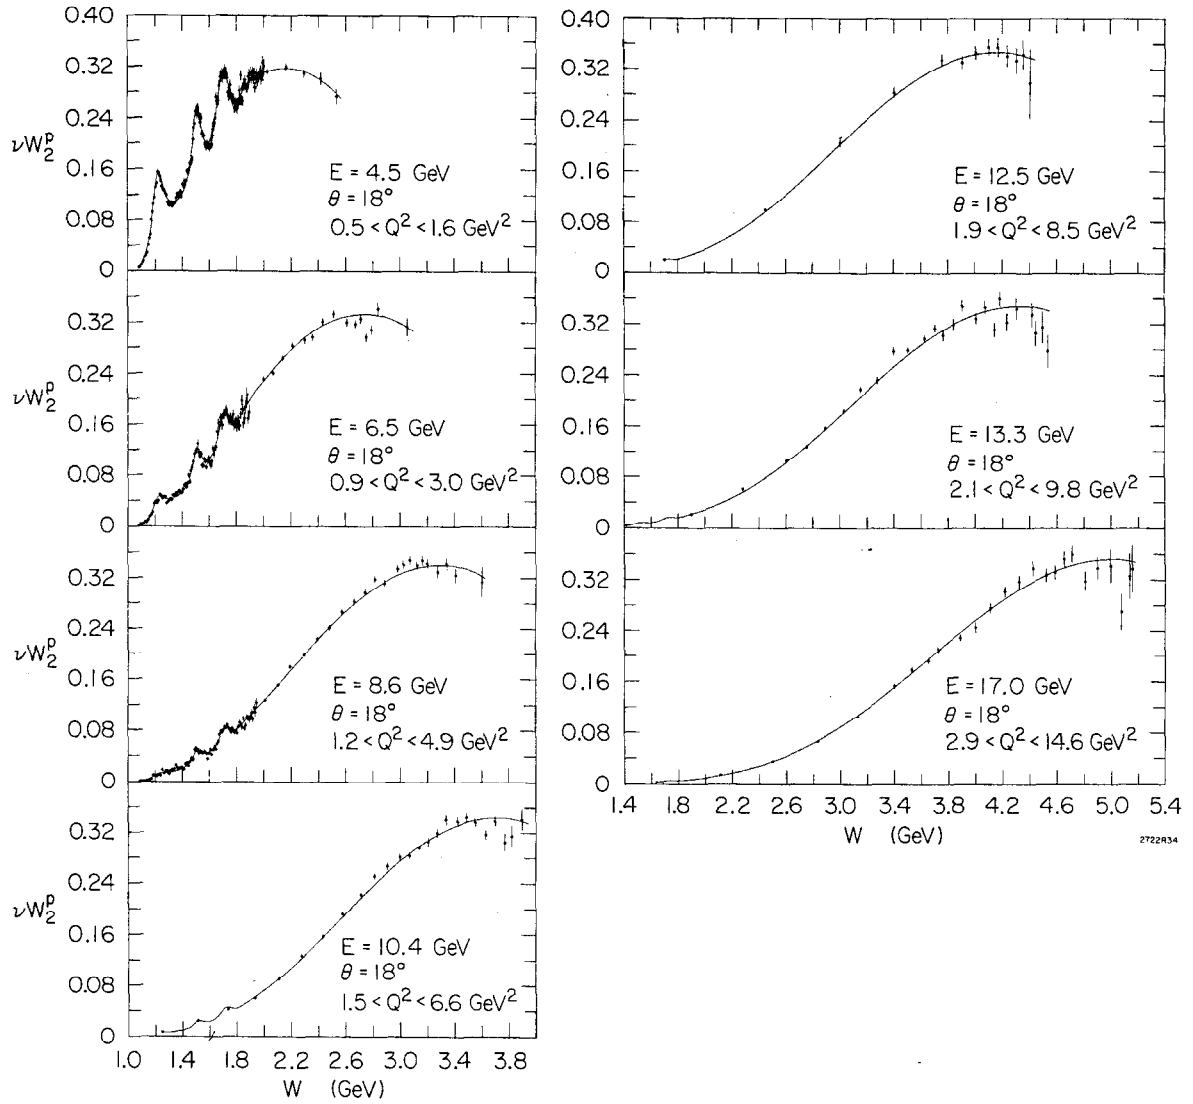 0.40
0.32
0.24
νW₂ᵖ
0.16
0.08
0
E = 4.5 GeV
θ = 18°
0.5 < Q² < 1.6 GeV²
0.32
0.24
νW₂ᵖ
0.16
0.08
0
E = 6.5 GeV
θ = 18°
0.9 < Q² < 3.0 GeV²
0.32
0.24
νW₂ᵖ
0.16
0.08
0
E = 8.6 GeV
θ = 18°
1.2 < Q² < 4.9 GeV²
0.32
0.24
νW₂ᵖ
0.16
0.08
0
E = 10.4 GeV
θ = 18°
1.5 < Q² < 6.6 GeV²
1.0 1.4 1.8 2.2 2.6 3.0 3.4 3.8
W (GeV)
0.40
0.32
0.24
0.16
0.08
0
E = 12.5 GeV
θ = 18°
1.9 < Q² < 8.5 GeV²
0.32
0.24
0.16
0.08
0
E = 13.3 GeV
θ = 18°
2.1 < Q² < 9.8 GeV²
0.32
0.24
0.16
0.08
0
E = 17.0 GeV
θ = 18°
2.9 < Q² < 14.6 GeV²
1.4 1.8 2.2 2.6 3.0 3.4 3.8 4.2 4.6 5.0 5.4
W (GeV)
2722A34